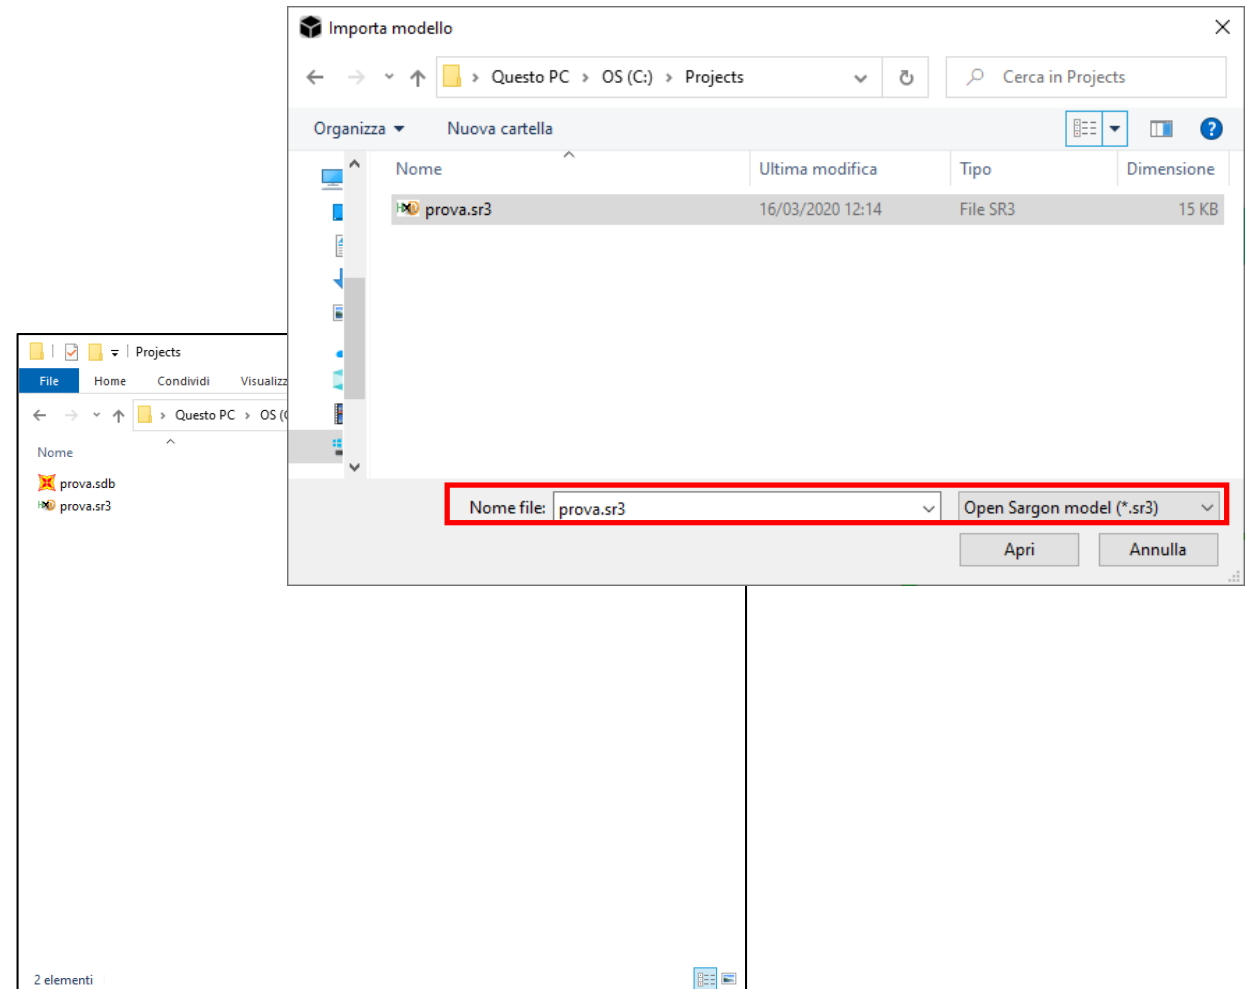 Importa modello
Questo PC > OS (C:) > Projects
Cerca in Projects
Organizza
Nuova cartella
Nome
Ultima modifica
Tipo
Dimensione
prova.sr3
16/03/2020 12:14
File SR3
15 KB
Nome file:
prova.sr3
Open Sargon model (*.sr3)
Apri
Annulla
Projects
File
Home
Condividi
Visualizz
Questo PC > OS (
Nome
prova.sdb
prova.sr3
2 elementi